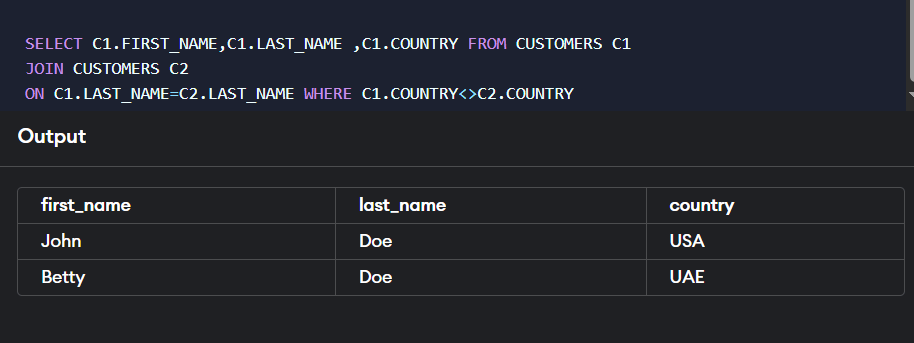 SELECT C1.FIRST_NAME,C1.LAST_NAME ,C1.COUNTRY FROM CUSTOMERS C1
JOIN CUSTOMERS C2
ON C1.LAST_NAME=C2.LAST_NAME WHERE C1.COUNTRY<>C2.COUNTRY
Output
first_name last_name country
John Doe USA
Betty Doe UAE